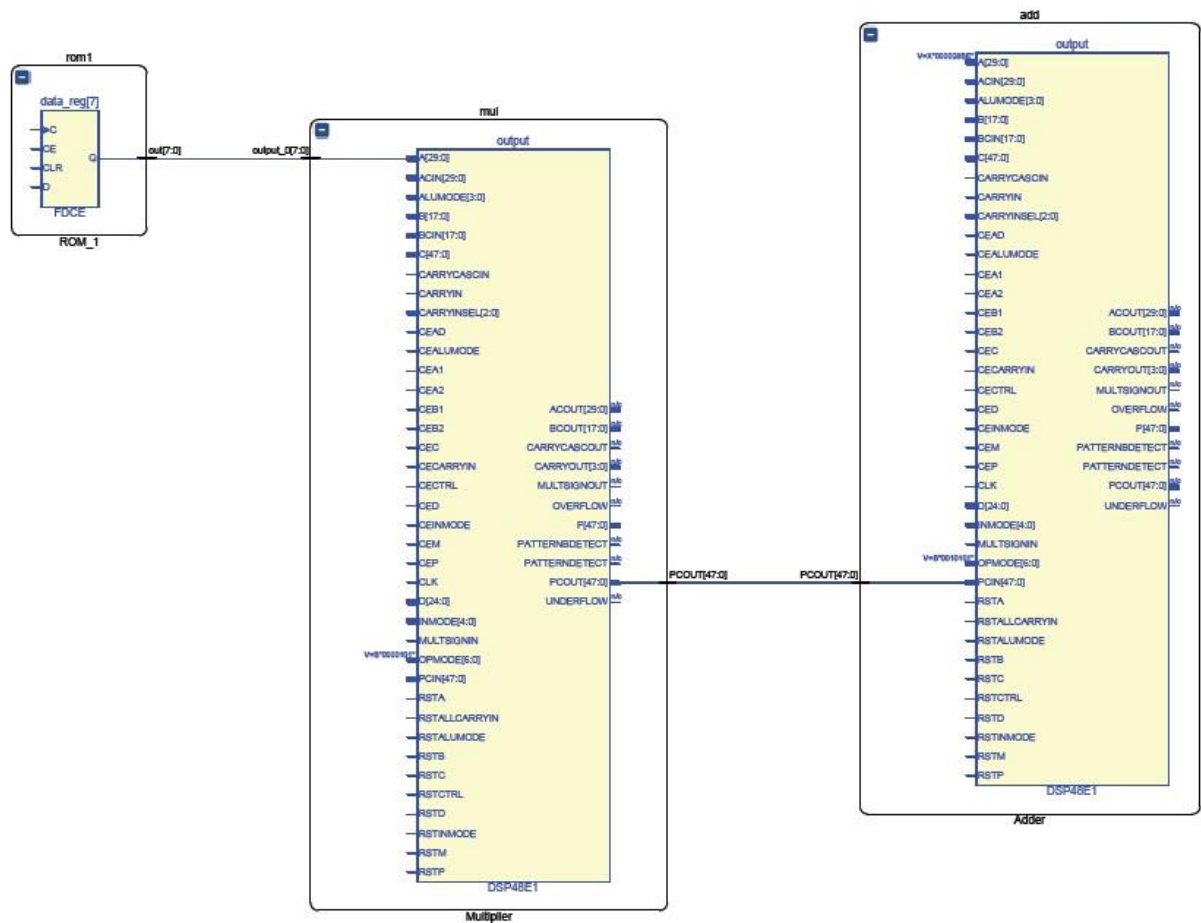 rom1
data_reg[7]
C
CE
CLR
D
Q
FDCE
ROM_1
out[7:0]
output_0[7:0]
mul
output
A[29:0]
ACIN[29:0]
ALUMODE[3:0]
B[17:0]
BCIN[17:0]
C[47:0]
CARRYCASCIN
CARRYIN
CARRYINSEL[2:0]
CEAD
CEALUMODE
CEA1
CEA2
CEB1
CEB2
CEC
CECARRYIN
CECTRL
CED
CEINMODE
CEM
CEP
CLK
D[24:0]
INMODE[4:0]
MULTSIGNIN
OPMODE[6:0]
PCIN[47:0]
RSTA
RSTALLCARRYIN
RSTALUMODE
RSTB
RSTC
RSTCTRL
RSTD
RSTINMODE
RSTM
RSTP
ACOUT[29:0] n/c
BCOUT[17:0] n/c
CARRYCASCOUT n/c
CARRYOUT[3:0] n/c
MULTSIGNOUT n/c
OVERFLOW n/c
P[47:0]
PATTERNBDETECT n/c
PATTERNDETECT n/c
PCOUT[47:0]
UNDERFLOW n/c
DSP48E1
Multiplier
PCOUT[47:0]
PCOUT[47:0]
add
output
A[29:0]
ACIN[29:0]
ALUMODE[3:0]
B[17:0]
BCIN[17:0]
C[47:0]
CARRYCASCIN
CARRYIN
CARRYINSEL[2:0]
CEAD
CEALUMODE
CEA1
CEA2
CEB1
CEB2
CEC
CECARRYIN
CECTRL
CED
CEINMODE
CEM
CEP
CLK
D[24:0]
INMODE[4:0]
MULTSIGNIN
OPMODE[6:0]
PCIN[47:0]
RSTA
RSTALLCARRYIN
RSTALUMODE
RSTB
RSTC
RSTCTRL
RSTD
RSTINMODE
RSTM
RSTP
ACOUT[29:0] n/c
BCOUT[17:0] n/c
CARRYCASCOUT n/c
CARRYOUT[3:0] n/c
MULTSIGNOUT n/c
OVERFLOW n/c
P[47:0]
PATTERNBDETECT n/c
PATTERNDETECT n/c
PCOUT[47:0] n/c
UNDERFLOW n/c
DSP48E1
Adder